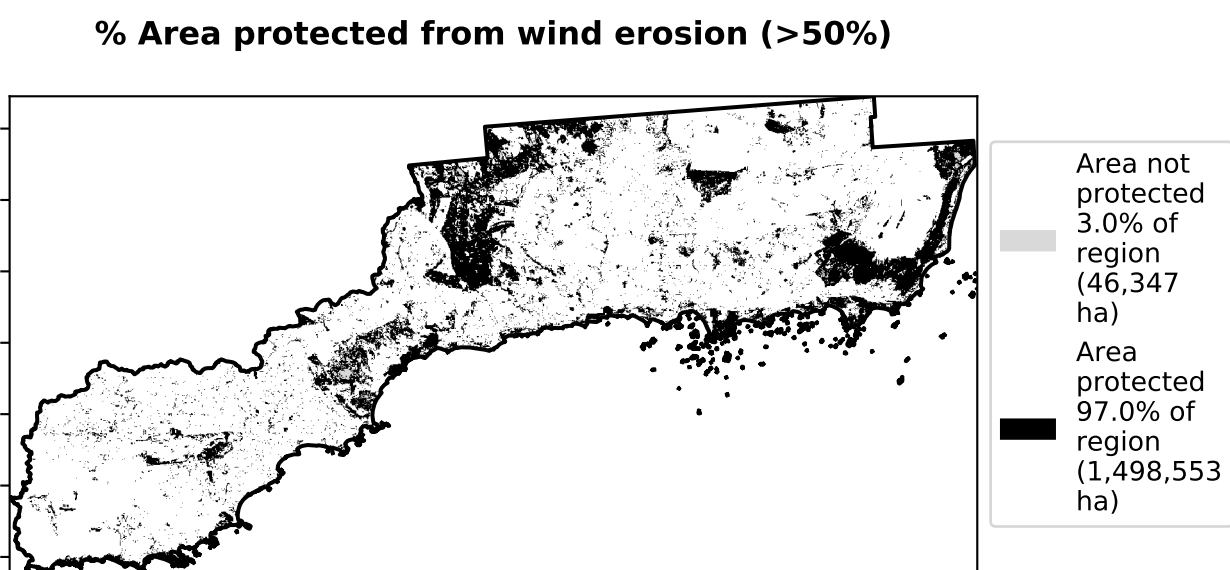 % Area protected from wind erosion (>50%)
Area not
protected
3.0% of
region
(46,347
ha)
Area
protected
97.0% of
region
(1,498,553
ha)